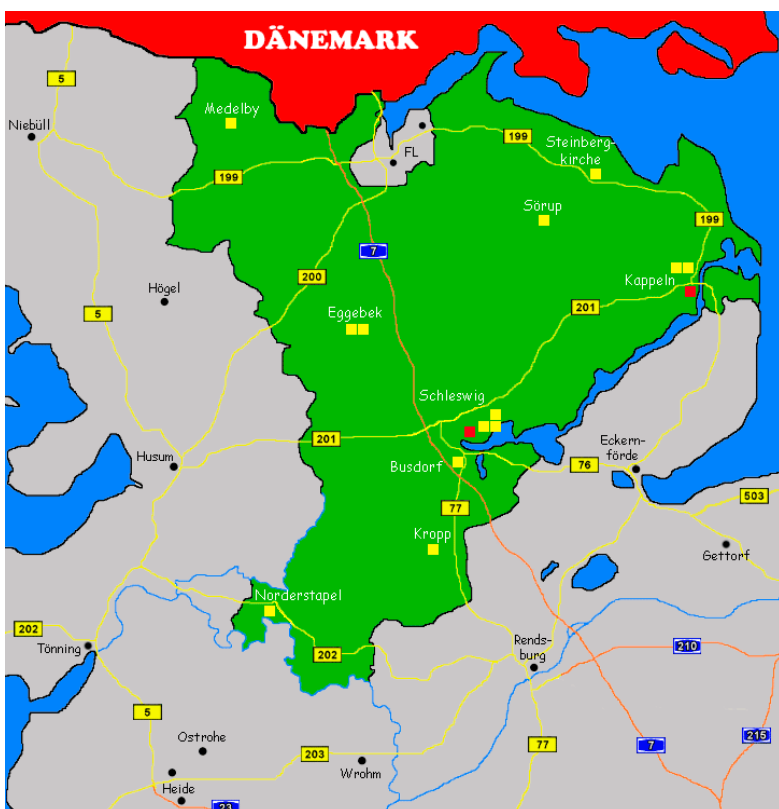 DÄNEMARK
5
Medelby
Niebüll
FL
199
Steinberg-
kirche
199
Sörup
199
7
200
Kappeln
Högel
Eggebek
201
5
Schleswig
201
Husum
Busdorf
76
Eckern-
förde
503
77
Kropp
Gettorf
Norderstapel
202
Tönning
202
Rends-
burg
210
5
Ostrohe
203
Wrohm
77
7
215
Heide
23